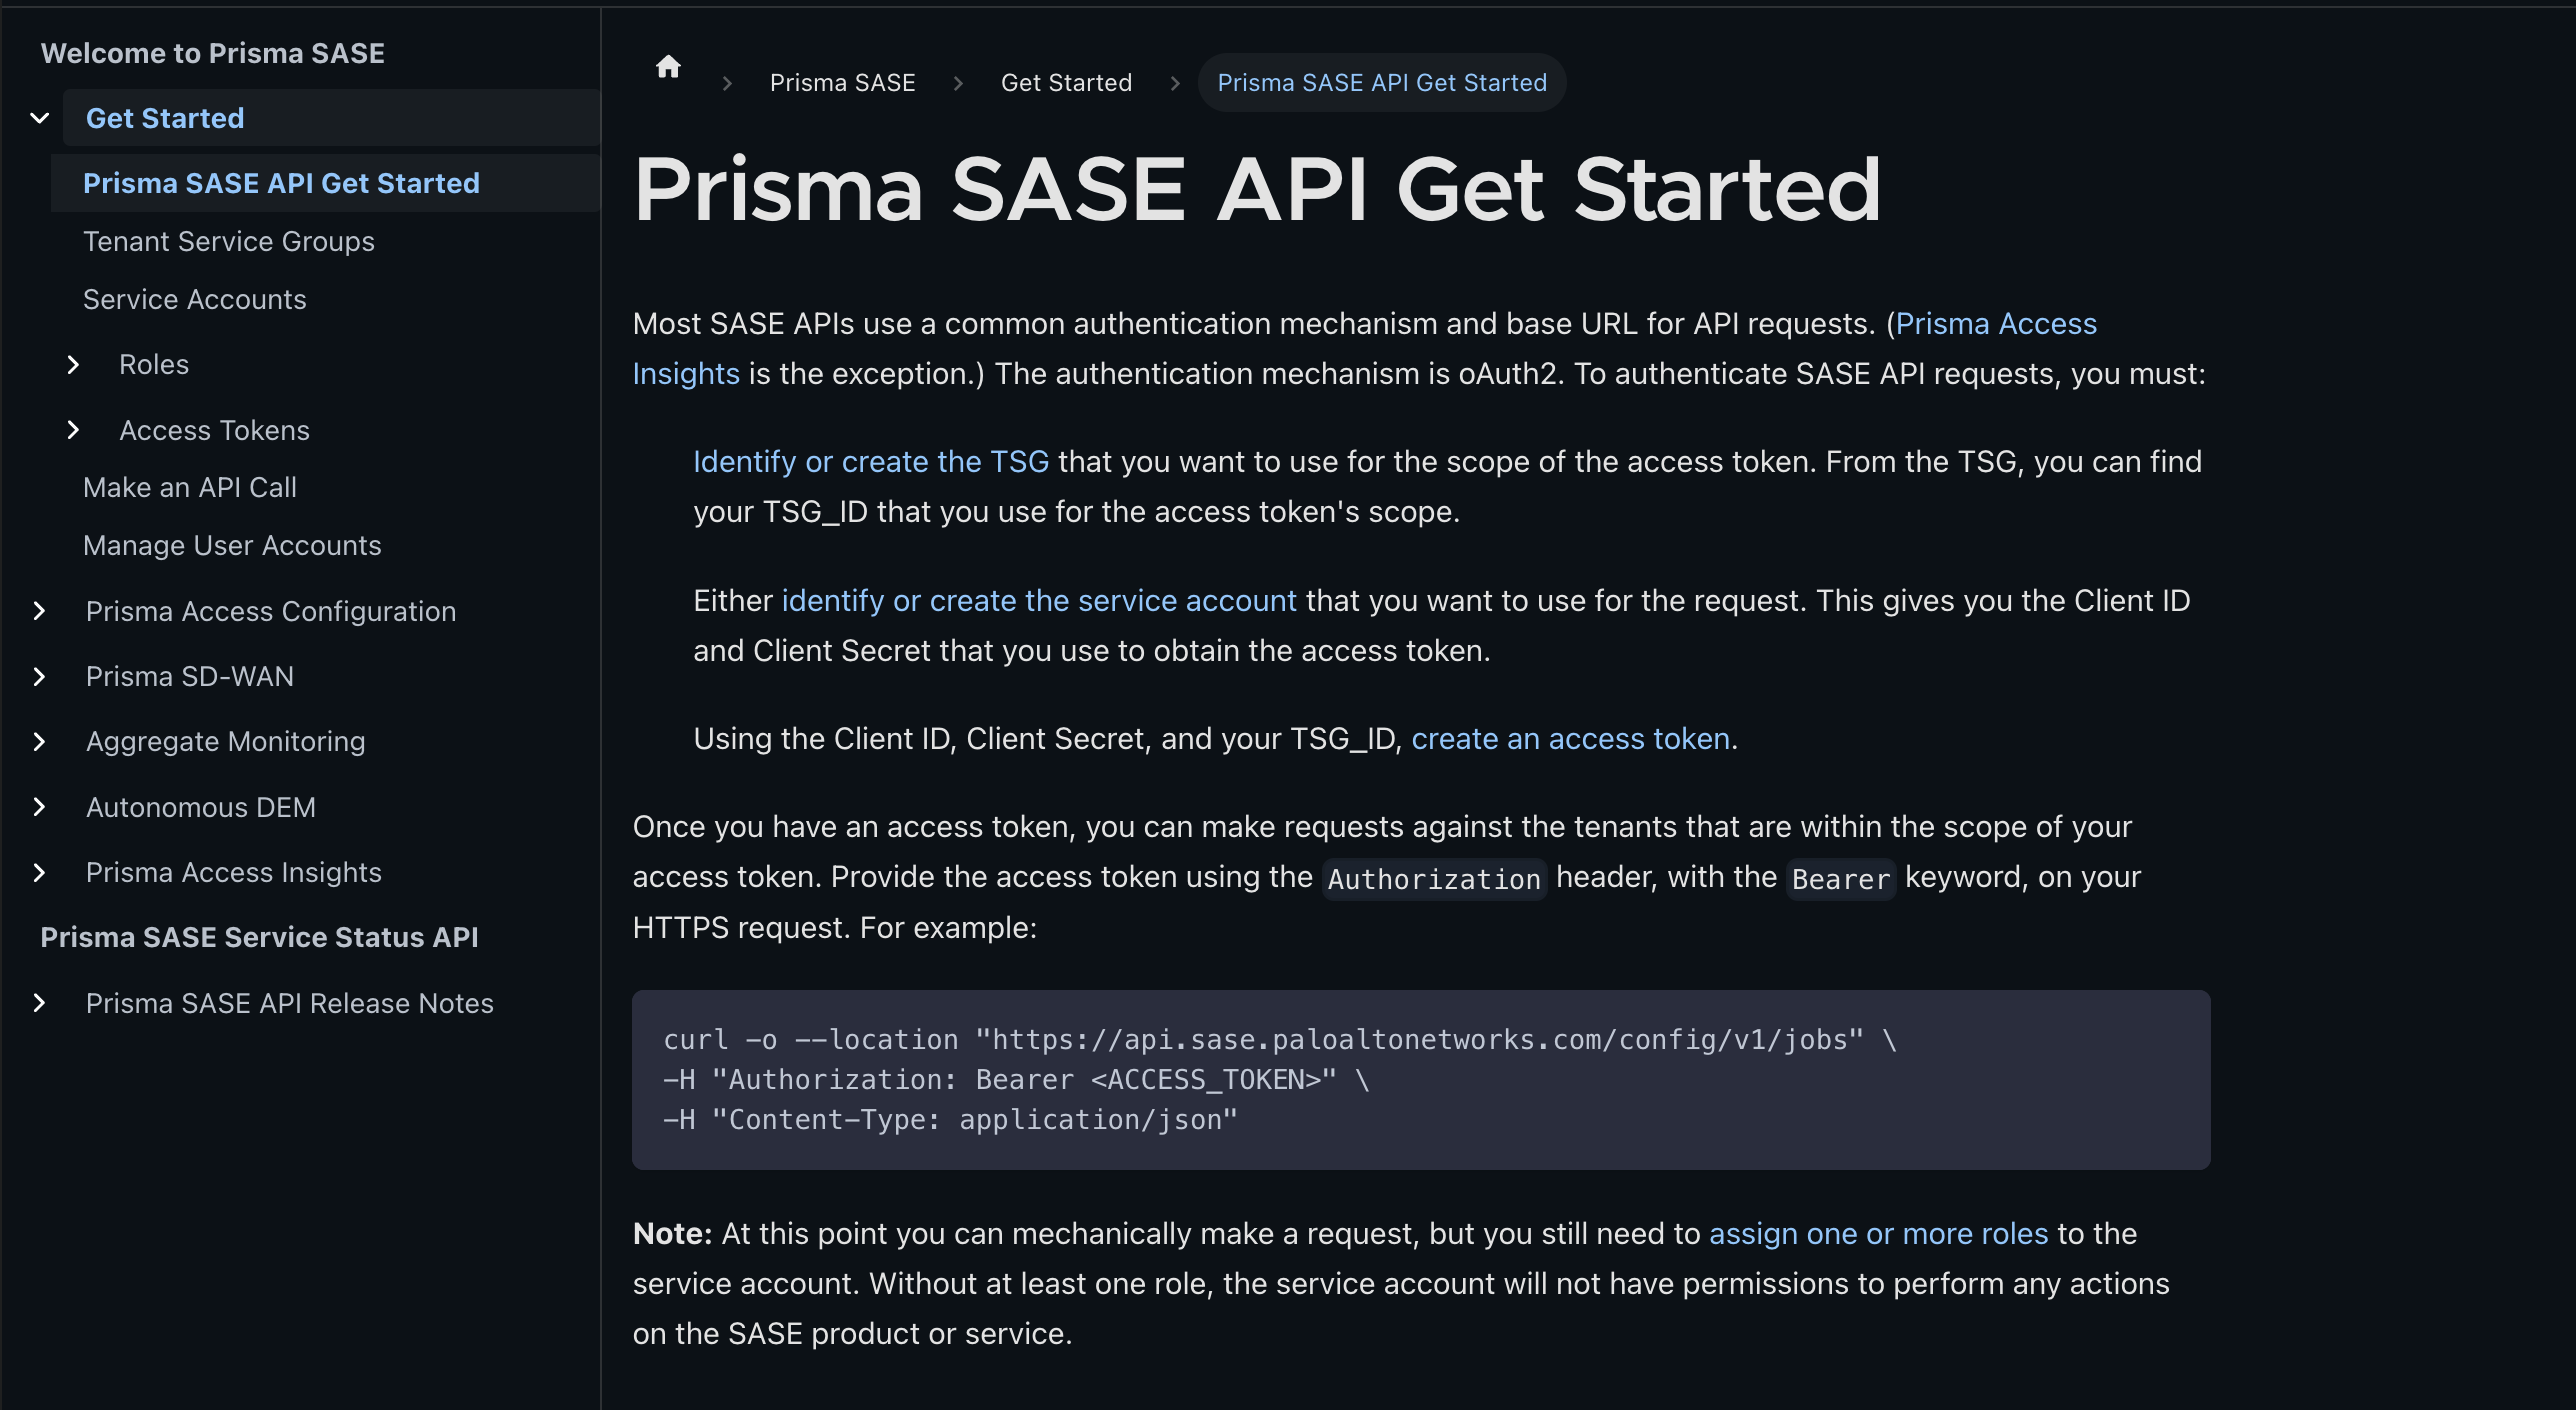 Welcome to Prisma SASE
Get Started
Prisma SASE API Get Started
Tenant Service Groups
Service Accounts
Roles
Access Tokens
Make an API Call
Manage User Accounts
Prisma Access Configuration
Prisma SD-WAN
Aggregate Monitoring
Autonomous DEM
Prisma Access Insights
Prisma SASE Service Status API
Prisma SASE API Release Notes
Prisma SASE
Get Started
Prisma SASE API Get Started
Prisma SASE API Get Started
Most SASE APIs use a common authentication mechanism and base URL for API requests. (Prisma Access
Insights is the exception.) The authentication mechanism is oAuth2. To authenticate SASE API requests, you must:
Identify or create the TSG that you want to use for the scope of the access token. From the TSG, you can find
your TSG_ID that you use for the access token's scope.
Either identify or create the service account that you want to use for the request. This gives you the Client ID
and Client Secret that you use to obtain the access token.
Using the Client ID, Client Secret, and your TSG_ID, create an access token.
Once you have an access token, you can make requests against the tenants that are within the scope of your
access token. Provide the access token using the Authorization header, with the Bearer keyword, on your
HTTPS request. For example:
curl -o --location "https://api.sase.paloaltonetworks.com/config/v1/jobs" \
-H "Authorization: Bearer <ACCESS_TOKEN>" \
-H "Content-Type: application/json"
Note: At this point you can mechanically make a request, but you still need to assign one or more roles to the
service account. Without at least one role, the service account will not have permissions to perform any actions
on the SASE product or service.